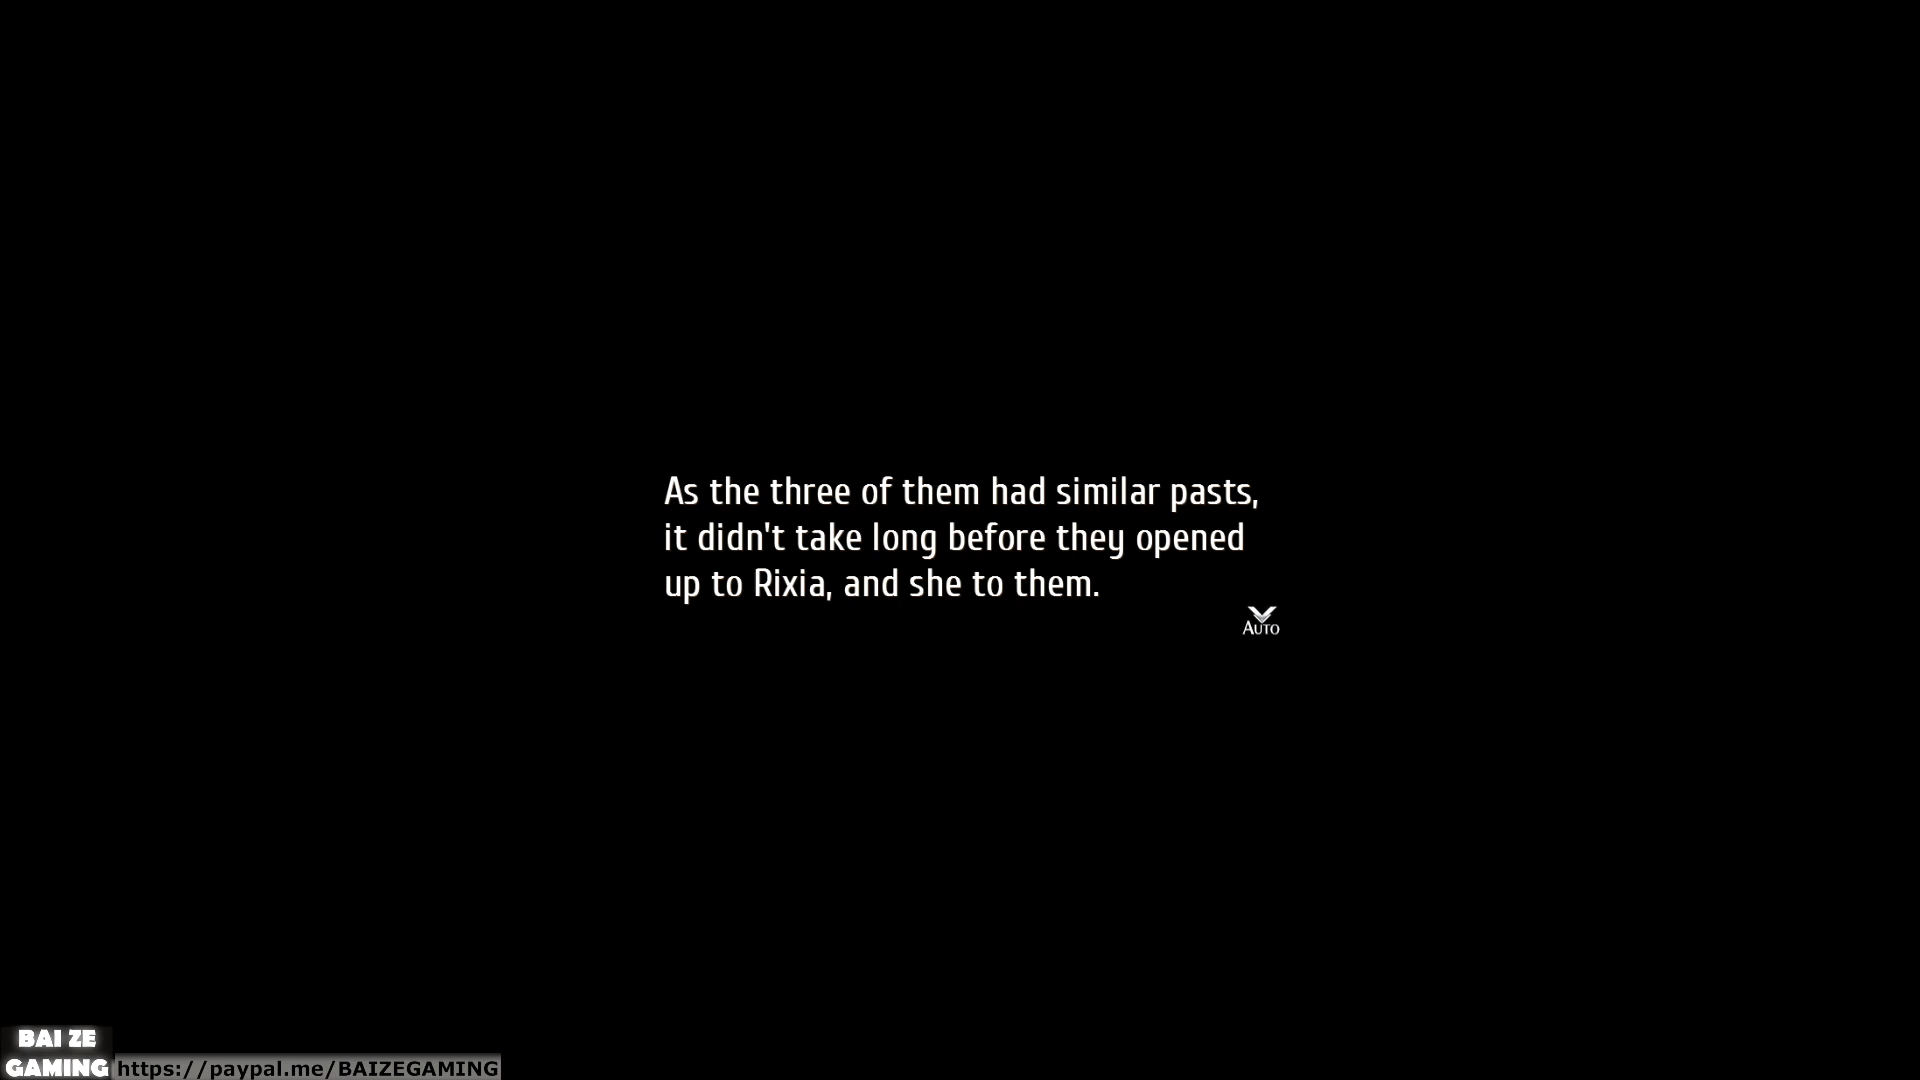 As the three of them had similar pasts,
it didn't take long before they opened
up to Rixia, and she to them.
AUTO
BAI ZE
GAMING
https://paypal.me/BAIZEGAMING